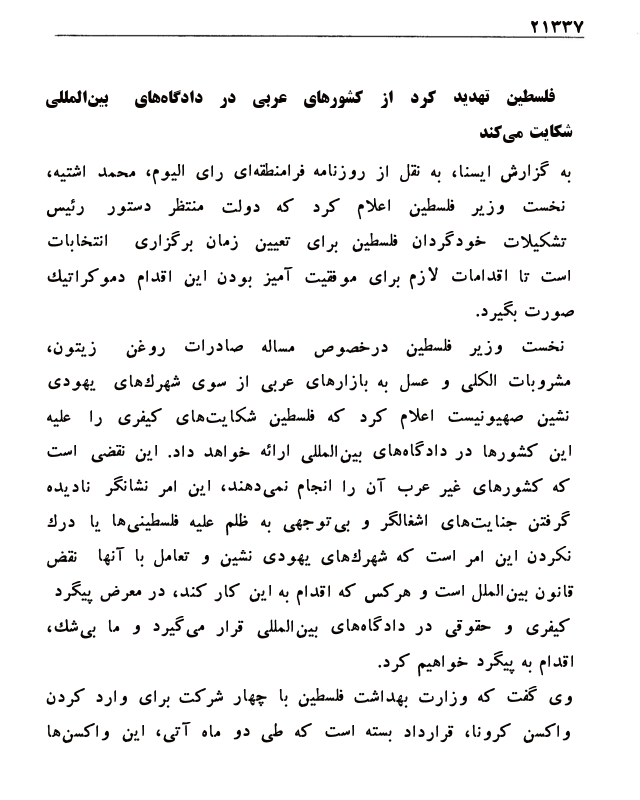 ۲۱۳۳۷
فلسطین تهدید کرد از کشورهای عربی در دادگاه‌های بین‌المللی
شکایت می‌کند
به گزارش ایسنا، به نقل از روزنامه فرامنطقه‌ای رای الیوم، محمد اشتیه،
نخست وزیر فلسطین اعلام کرد که دولت منتظر دستور رئیس
تشکیلات خودگردان فلسطین برای تعیین زمان برگزاری انتخابات
است تا اقدامات لازم برای موفقیت آمیز بودن این اقدام دموکراتیك
صورت بگیرد.
نخست وزیر فلسطین درخصوص مساله صادرات روغن زیتون،
مشروبات الکلی و عسل به بازارهای عربی از سوی شهرك‌های یهودی
نشین صهیونیست اعلام کرد که فلسطین شکایت‌های کیفری را علیه
این کشورها در دادگاه‌های بین‌المللی ارائه خواهد داد. این نقضی است
که کشورهای غیر عرب آن را انجام نمی‌دهند، این امر نشانگر نادیده
گرفتن جنایت‌های اشغالگر و بی‌توجهی به ظلم علیه فلسطینی‌ها یا درك
نکردن این امر است که شهرك‌های یهودی نشین و تعامل با آنها نقض
قانون بین‌الملل است و هرکس که اقدام به این کار کند، در معرض پیگرد
کیفری و حقوقی در دادگاه‌های بین‌المللی قرار می‌گیرد و ما بی‌شك،
اقدام به پیگرد خواهیم کرد.
وی گفت که وزارت بهداشت فلسطین با چهار شرکت برای وارد کردن
واکسن کرونا، قرارداد بسته است که طی دو ماه آتی، این واکسن‌ها